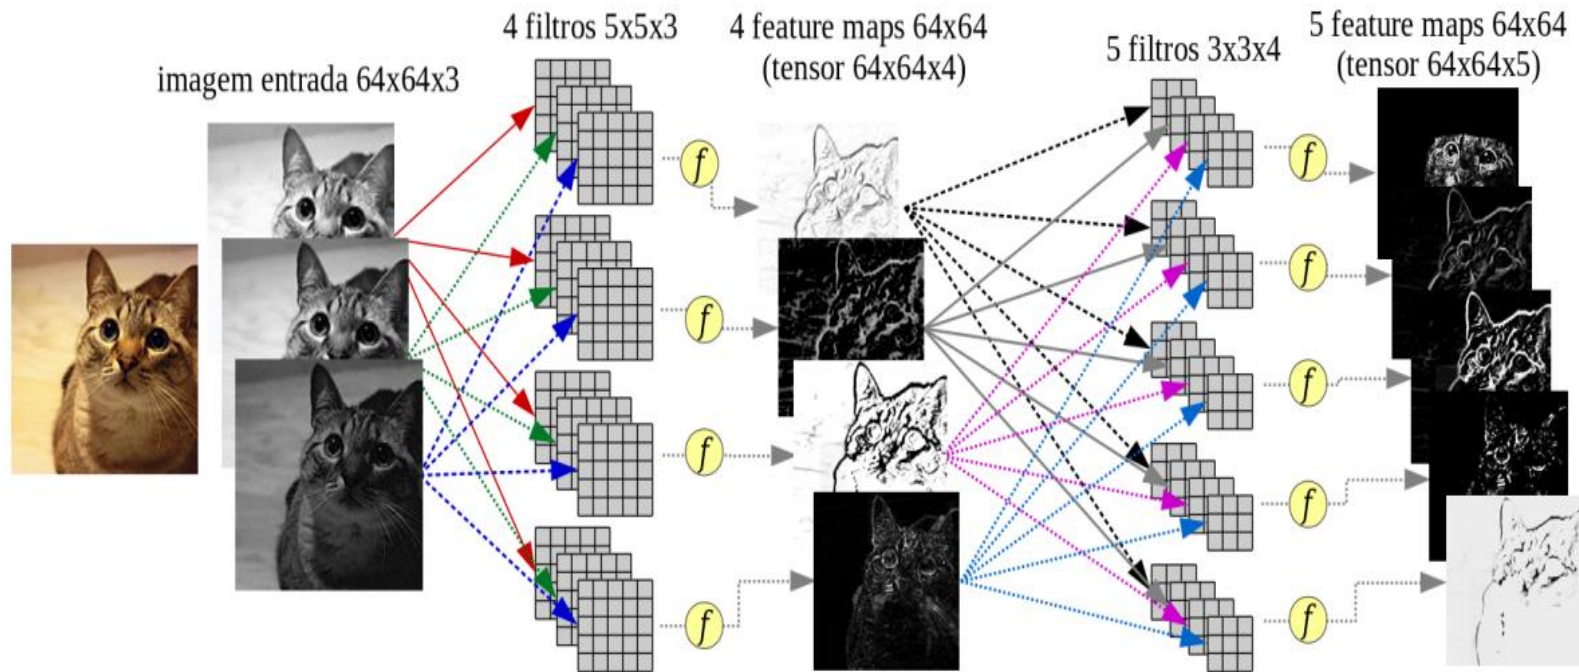 imagem entrada 64x64x3
4 filtros 5x5x3
4 feature maps 64x64
(tensor 64x64x4)
5 filtros 3x3x4
5 feature maps 64x64
(tensor 64x64x5)
f
f
f
f
f
f
f
f
f